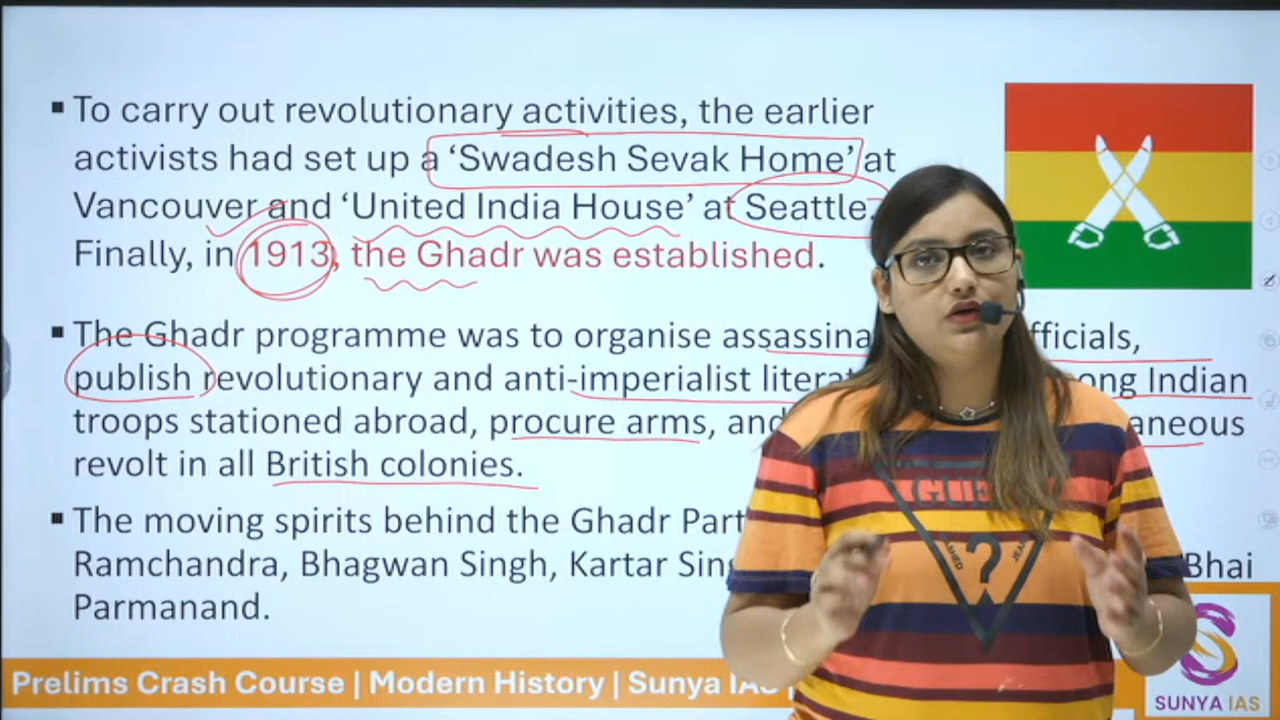 ▪ To carry out revolutionary activities, the earlier
activists had set up a ‘Swadesh Sevak Home’ at
Vancouver and ‘United India House’ at Seattle.
Finally, in 1913, the Ghadr was established.
▪ The Ghadr programme was to organise assassina fficials,
publish revolutionary and anti-imperialist literat ong Indian
troops stationed abroad, procure arms, and aneous
revolt in all British colonies.
▪ The moving spirits behind the Ghadr Part
Ramchandra, Bhagwan Singh, Kartar Sing Bhai
Parmanand.
GUE
?
Prelims Crash Course | Modern History | Sunya IAS |
SUNYA IAS